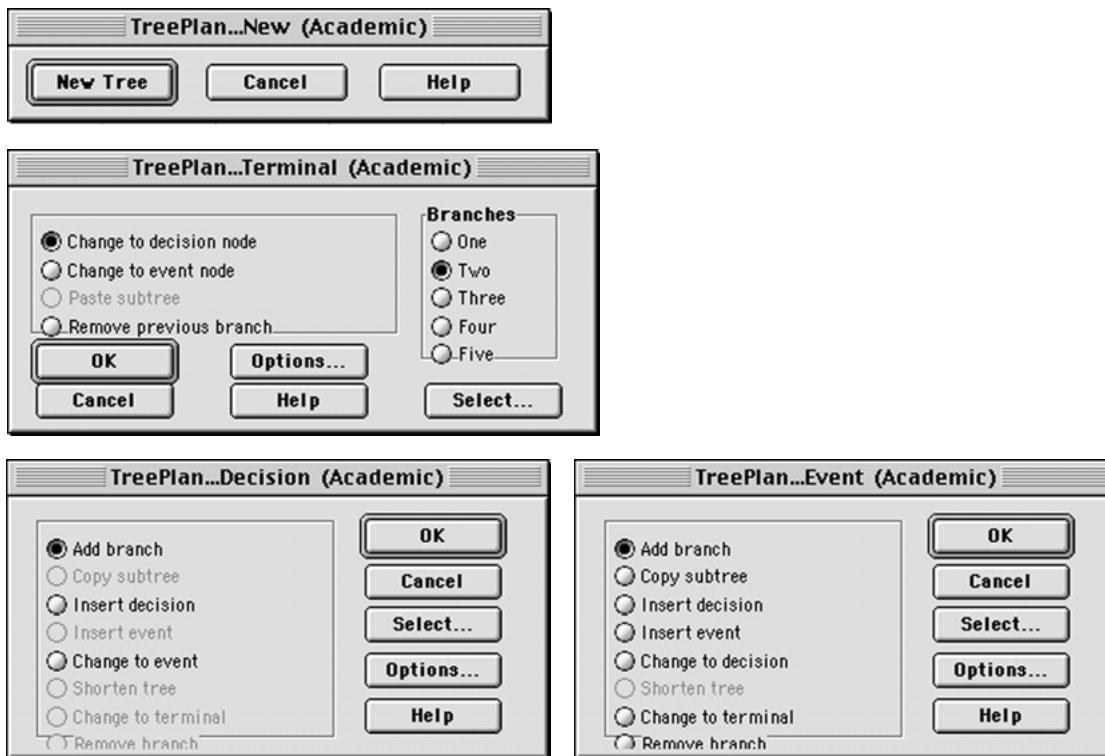 TreePlan...New (Academic)
New Tree
Cancel
Help
TreePlan...Terminal (Academic)
Change to decision node
Change to event node
Paste subtree
Remove previous branch
Branches
One
Two
Three
Four
Five
OK
Options...
Cancel
Help
Select...
TreePlan...Decision (Academic)
Add branch
Copy subtree
Insert decision
Insert event
Change to event
Shorten tree
Change to terminal
Remove branch
OK
Cancel
Select...
Options...
Help
TreePlan...Event (Academic)
Add branch
Copy subtree
Insert decision
Insert event
Change to decision
Shorten tree
Change to terminal
Remove branch
OK
Cancel
Select...
Options...
Help